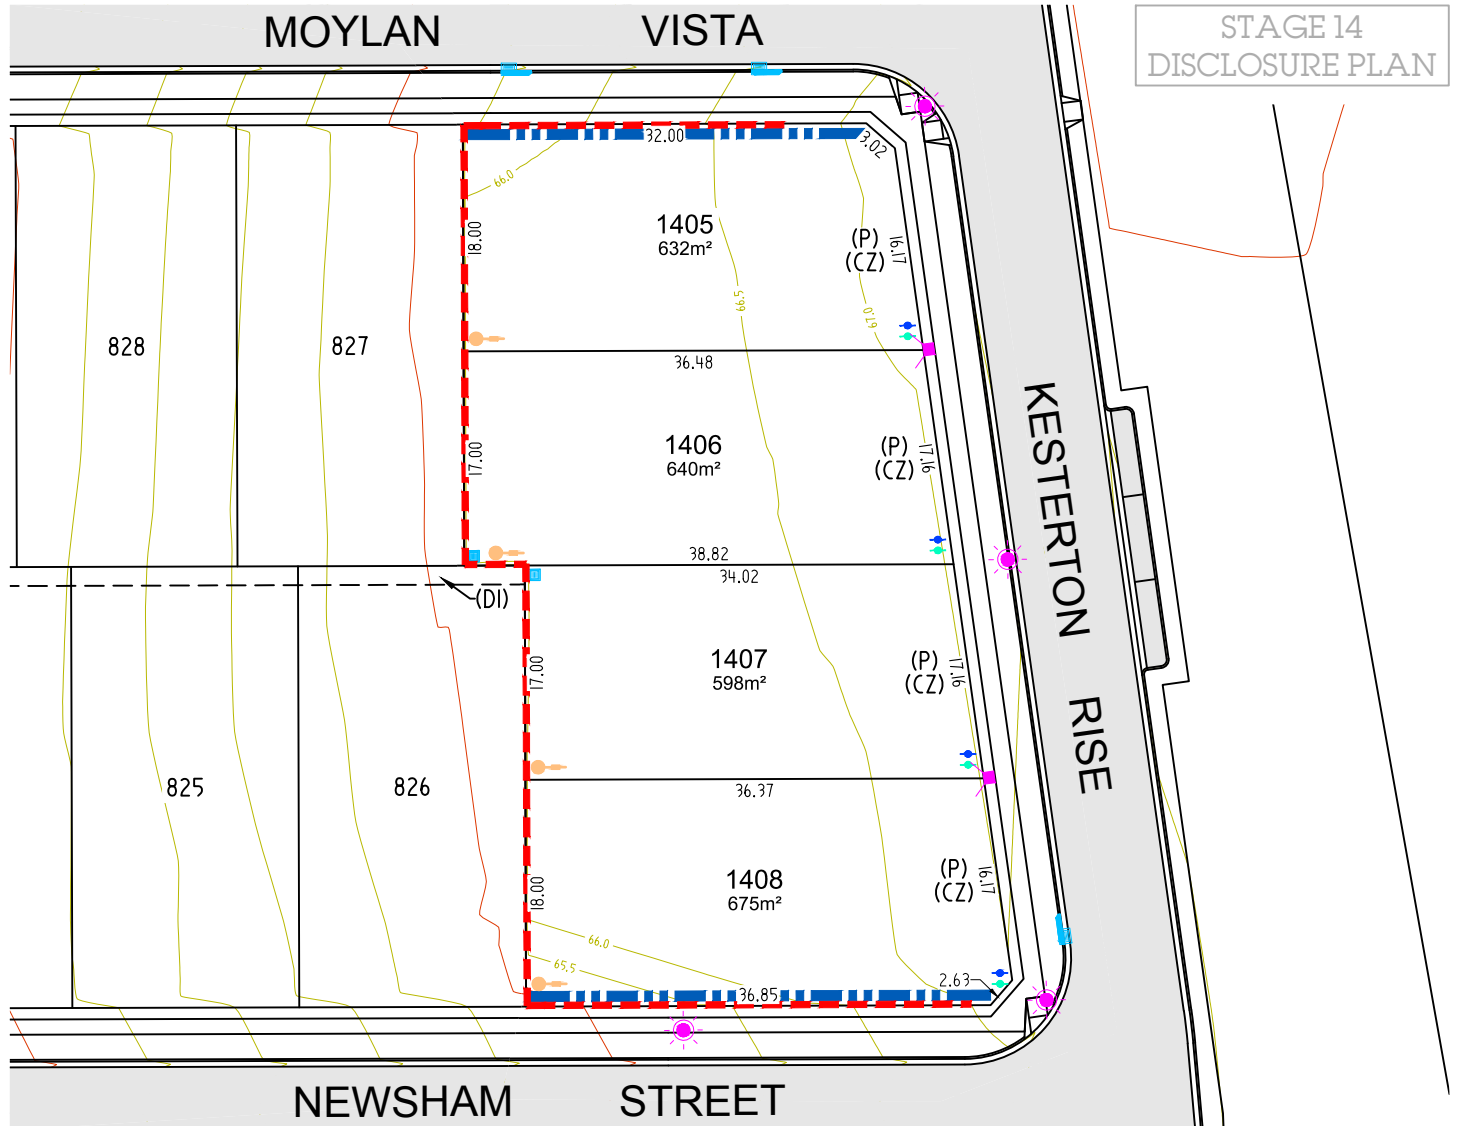 MOYLAN VISTA
STAGE 14
DISCLOSURE PLAN
32.00
3.02
66.0
18.00
1405
632m²
(P)
(CZ)
16.17
66.5
67.0
828
827
36.48
1406
640m²
17.00
(P)
(CZ)
17.16
KESTERTON RISE
38.82
34.02
(DI)
17.00
1407
598m²
(P)
(CZ)
17.16
825
826
36.37
1408
675m²
18.00
(P)
(CZ)
16.17
66.0
65.5
2.63
36.85
NEWSHAM STREET